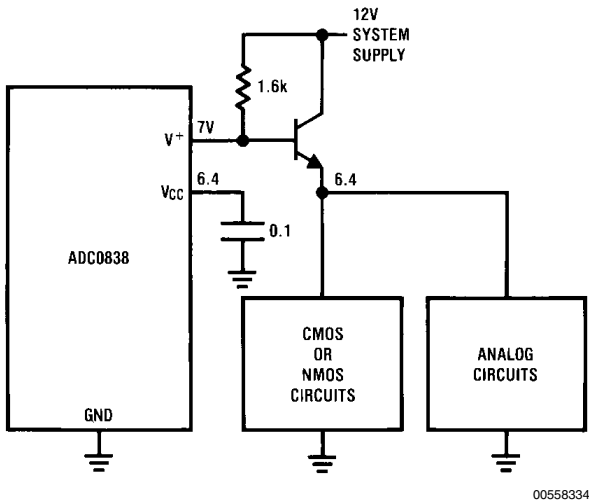 12V
SYSTEM
SUPPLY
1.6k
V+
7V
VCC
6.4
6.4
0.1
ADC0838
CMOS
OR
NMOS
CIRCUITS
ANALOG
CIRCUITS
GND
00558334